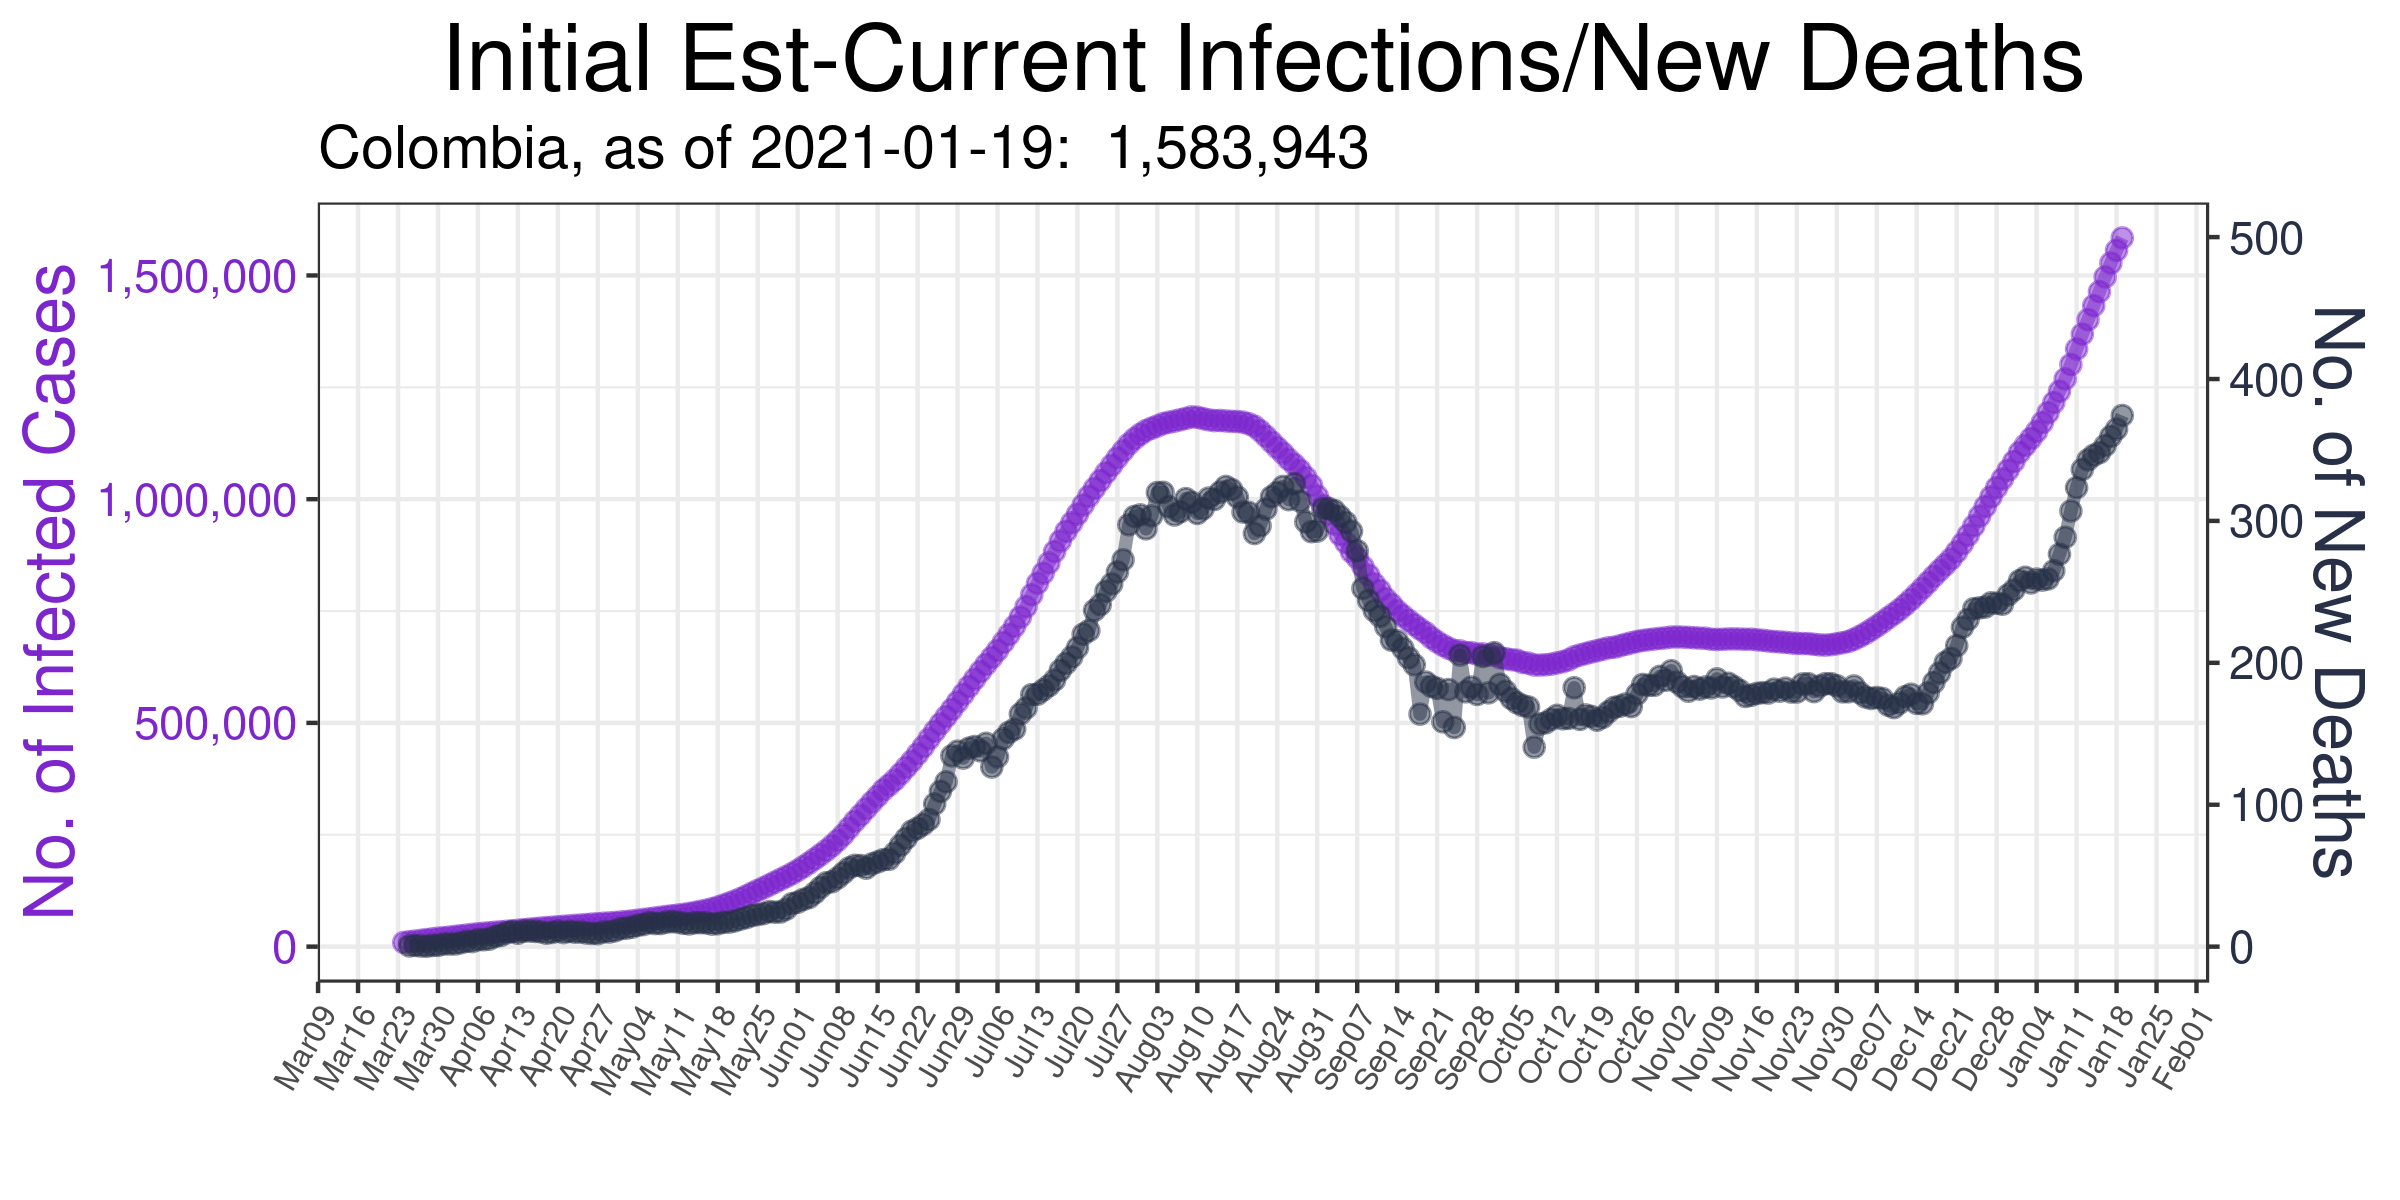 Initial Est-Current Infections/New Deaths
Colombia, as of 2021-01-19:  1,583,943
No. of Infected Cases
1,500,000
1,000,000
500,000
0
500
400
300
200
100
0
No. of New Deaths
Mar09
Mar16
Mar23
Mar30
Apr06
Apr13
Apr20
Apr27
May04
May11
May18
May25
Jun01
Jun08
Jun15
Jun22
Jun29
Jul06
Jul13
Jul20
Jul27
Aug03
Aug10
Aug17
Aug24
Aug31
Sep07
Sep14
Sep21
Sep28
Oct05
Oct12
Oct19
Oct26
Nov02
Nov09
Nov16
Nov23
Nov30
Dec07
Dec14
Dec21
Dec28
Jan04
Jan11
Jan18
Jan25
Feb01